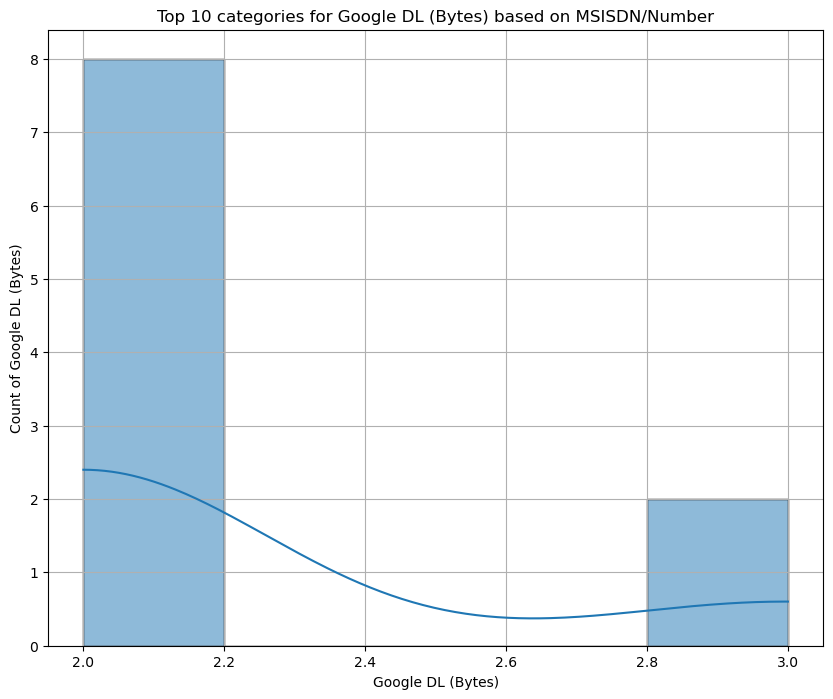 Top 10 categories for Google DL (Bytes) based on MSISDN/Number
Count of Google DL (Bytes)
8
7
6
5
4
3
2
1
0
2.0 2.2 2.4 2.6 2.8 3.0
Google DL (Bytes)